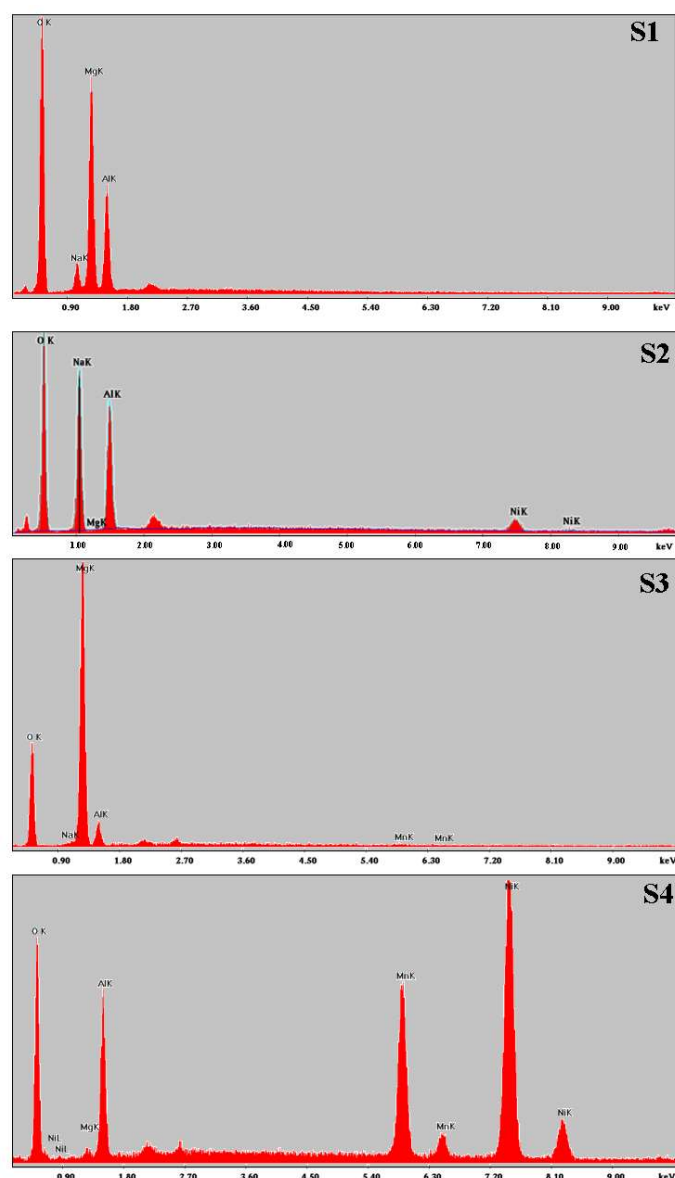 S1
O K
MgK
AlK
NaK
0.90 1.80 2.70 3.60 4.50 5.40 6.30 7.20 8.10 9.00 keV
S2
O K
NaK
AlK
MgK
NiK NiK
1.00 2.00 3.00 4.00 5.00 6.00 7.00 8.00 9.00 keV
S3
MgK
O K
AlK
NaK MnK MnK
0.90 1.80 2.70 3.60 4.50 5.40 6.30 7.20 8.10 9.00 keV
S4
NiK
O K
MnK
AlK
NiK
MgK MnK
NiL
NiL
0.90 1.80 2.70 3.60 4.50 5.40 6.30 7.20 8.10 9.00 keV